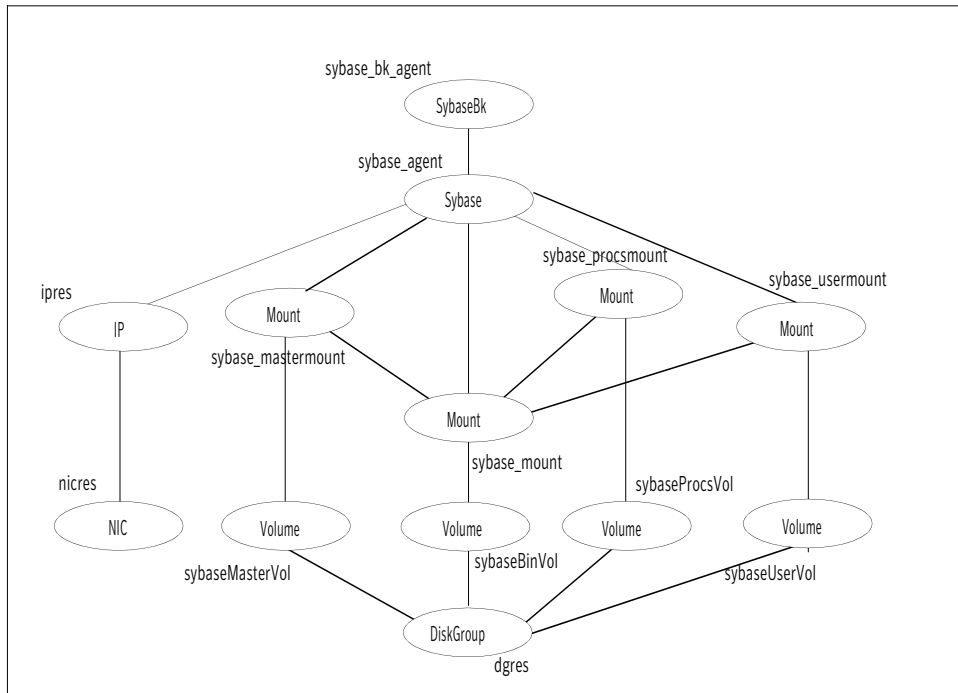 sybase_bk_agent
SybaseBk
sybase_agent
Sybase
sybase_procsmount
Mount
sybase_usermount
Mount
ipres
IP
Mount
sybase_mastermount
Mount
sybase_mount
nicres
NIC
sybaseProcsVol
Volume
Volume
Volume
Volume
sybaseMasterVol
sybaseBinVol
sybaseUserVol
DiskGroup
dgres